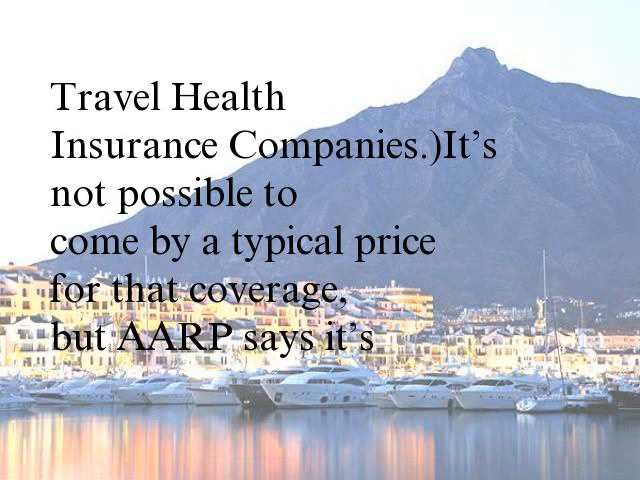 Travel Health
Insurance Companies.)It’s
not possible to
come by a typical price
for that coverage,
but AARP says it’s